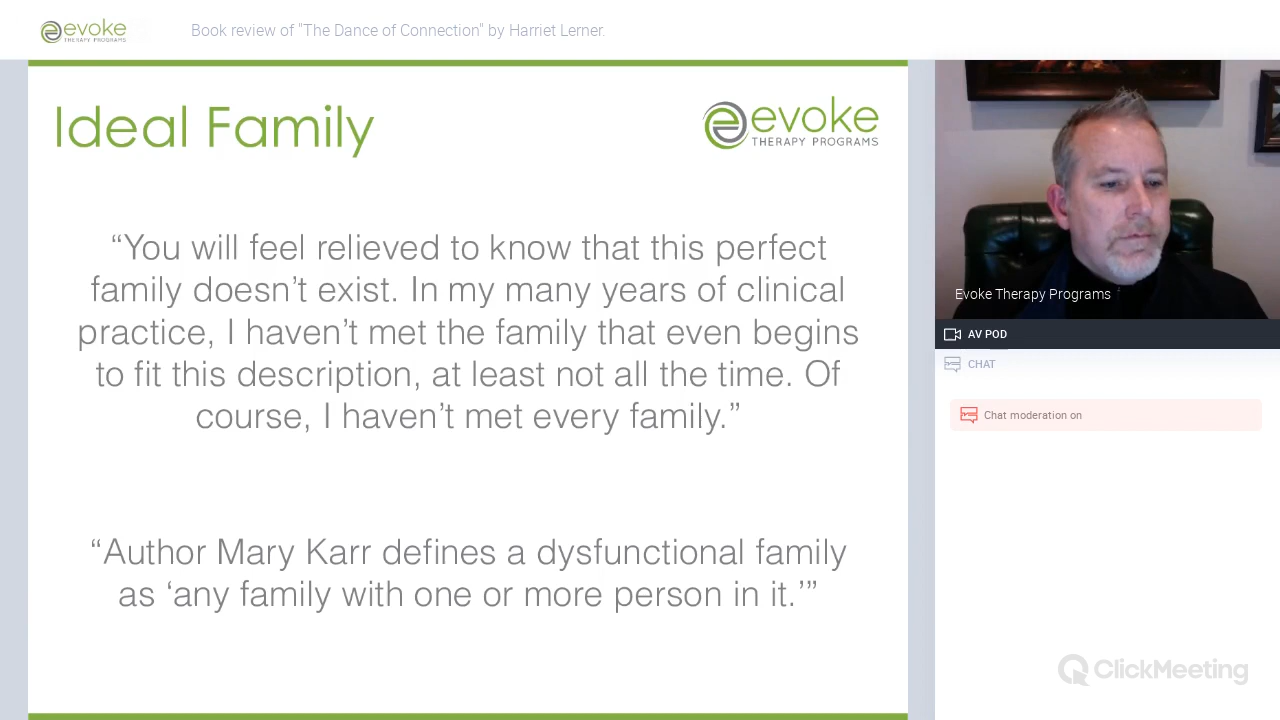 evoke
THERAPY PROGRAMS
Book review of "The Dance of Connection" by Harriet Lerner.
Ideal Family
evoke
THERAPY PROGRAMS
“You will feel relieved to know that this perfect
family doesn’t exist. In my many years of clinical
practice, I haven’t met the family that even begins
to fit this description, at least not all the time. Of
course, I haven’t met every family.”
“Author Mary Karr defines a dysfunctional family
as ‘any family with one or more person in it.’”
Evoke Therapy Programs
AV POD
CHAT
Chat moderation on
ClickMeeting